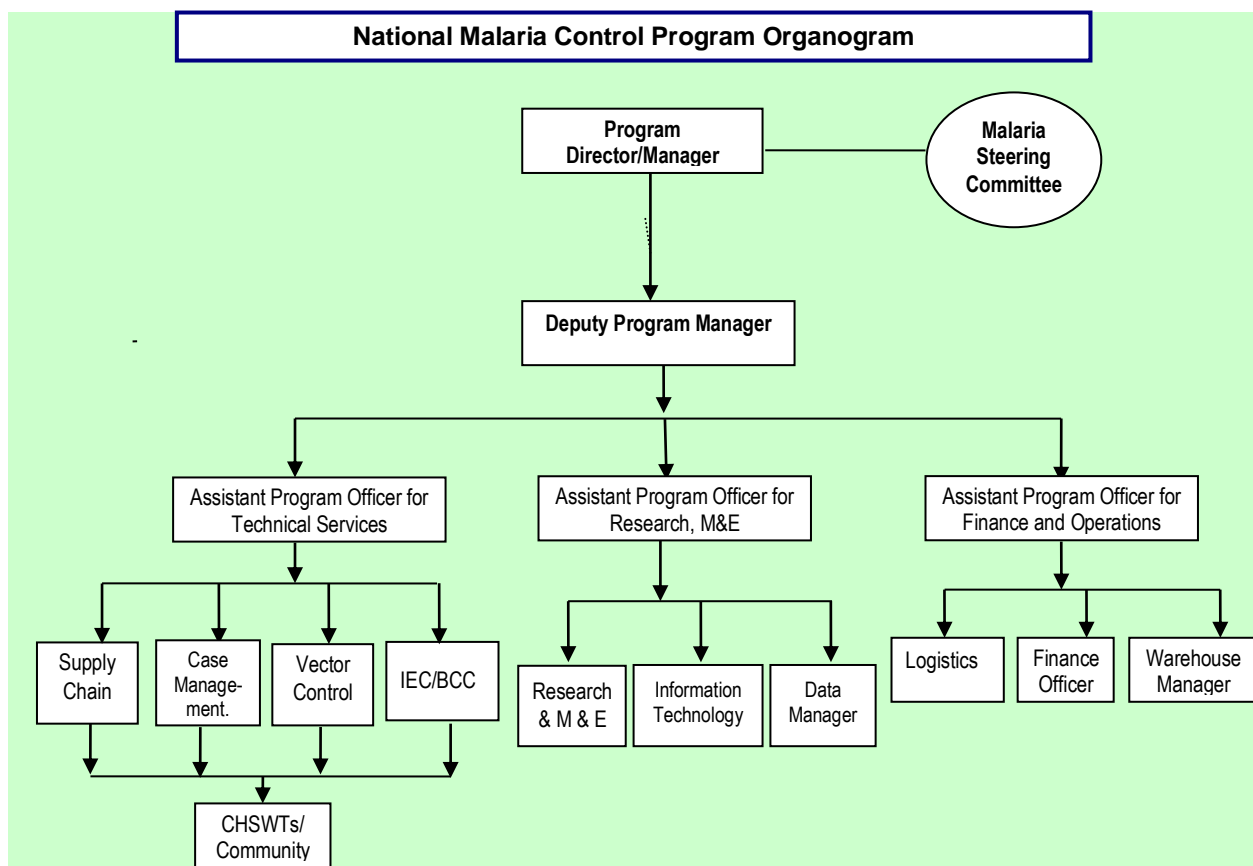 National Malaria Control Program Organogram
Program
Director/Manager
Malaria
Steering
Committee
Deputy Program Manager
-
Assistant Program Officer for
Technical Services
Assistant Program Officer for
Research, M&E
Assistant Program Officer for
Finance and Operations
Supply
Chain
Case
Manage-
ment.
Vector
Control
IEC/BCC
Research
& M & E
Information
Technology
Data
Manager
Logistics
Finance
Officer
Warehouse
Manager
CHSWTs/
Community